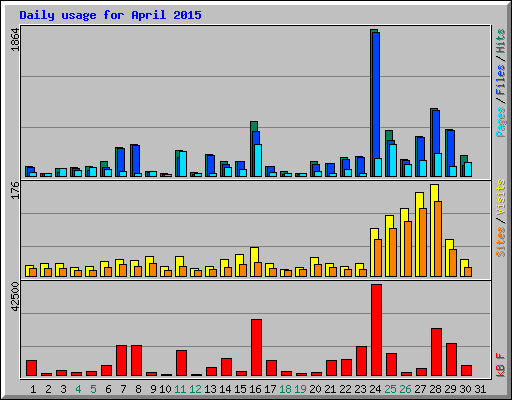 Daily usage for April 2015
1864
Pages / Files / Hits
176
Sites / Visits
42500
kB F
1 2 3 4 5 6 7 8 9 10 11 12 13 14 15 16 17 18 19 20 21 22 23 24 25 26 27 28 29 30 31